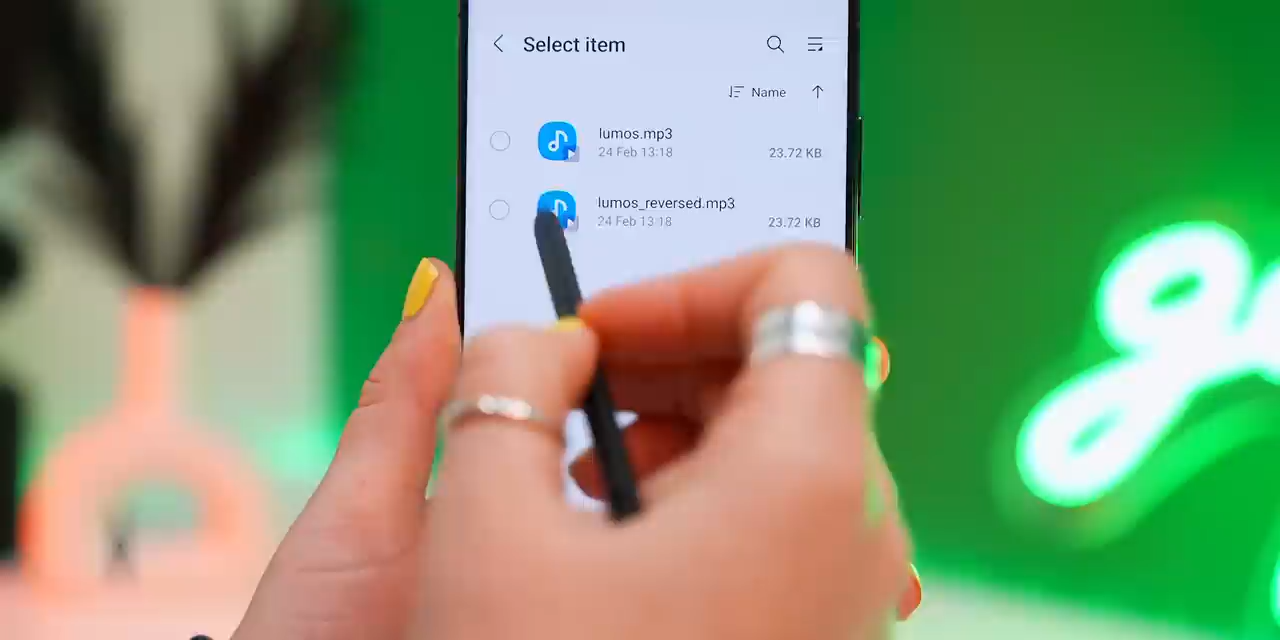 Select item
Name
lumos.mp3
24 Feb 13:18
23.72 KB
lumos_reversed.mp3
24 Feb 13:18
23.72 KB